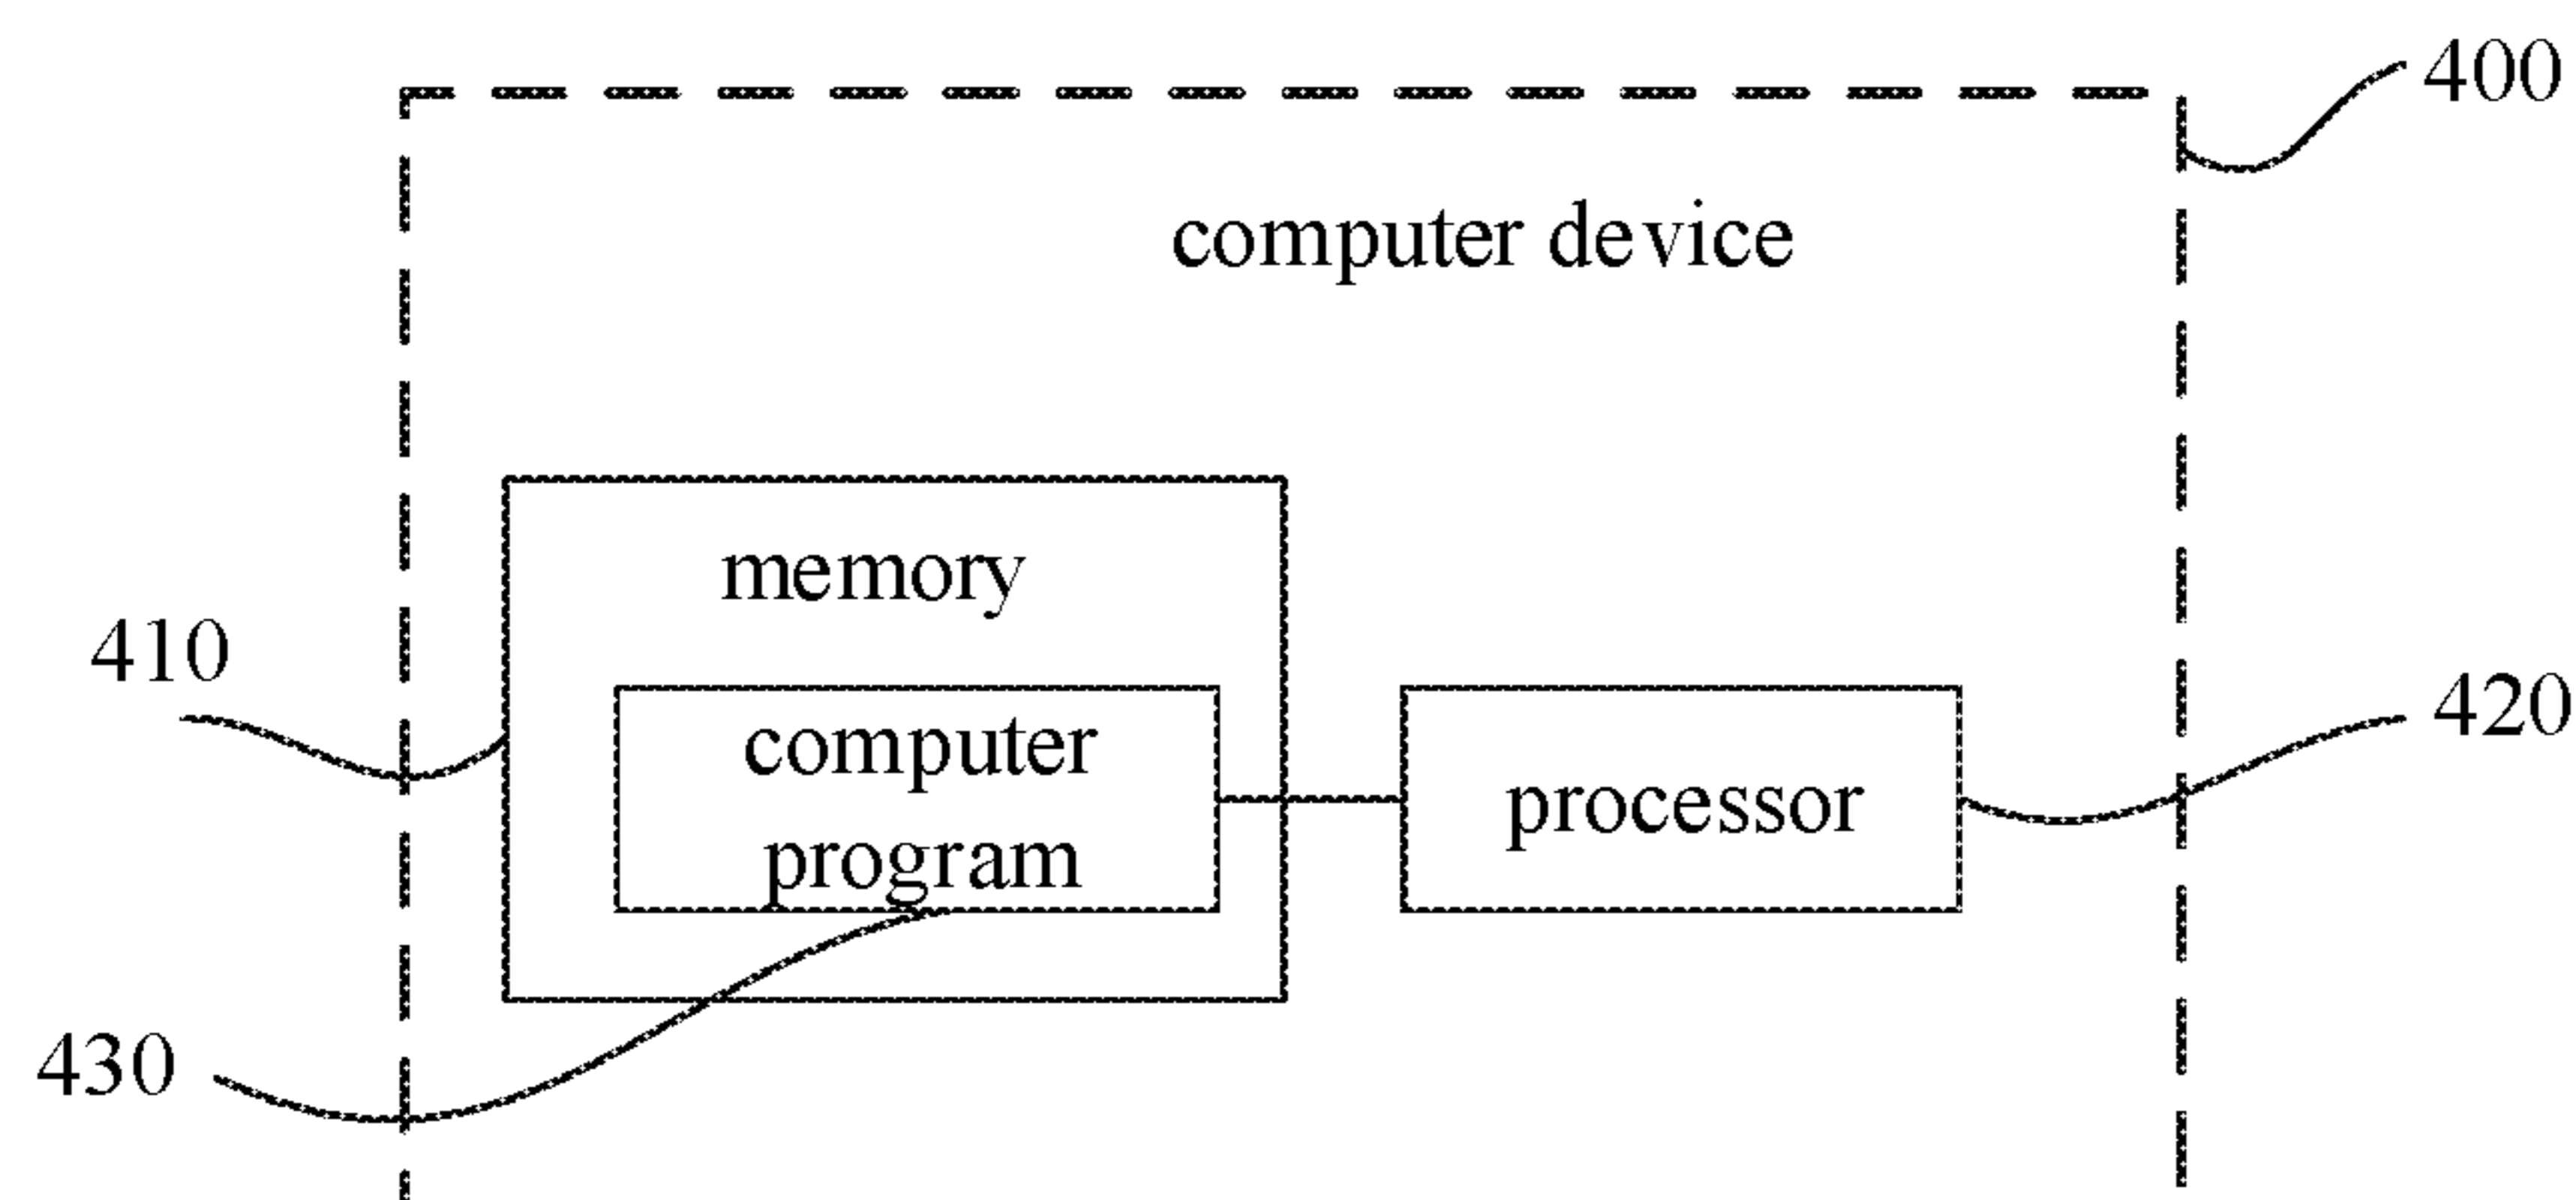 400
computer device
memory
410
computer
program
processor
420
430